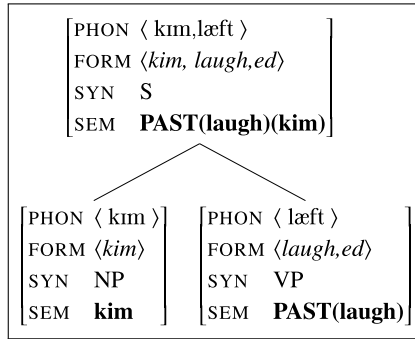 PHON ⟨ kɪm,læft ⟩
FORM ⟨kim, laugh,ed⟩
SYN S
SEM PAST(laugh)(kim)
PHON ⟨ kɪm ⟩
FORM ⟨kim⟩
SYN NP
SEM kim
PHON ⟨ læft ⟩
FORM ⟨laugh,ed⟩
SYN VP
SEM PAST(laugh)